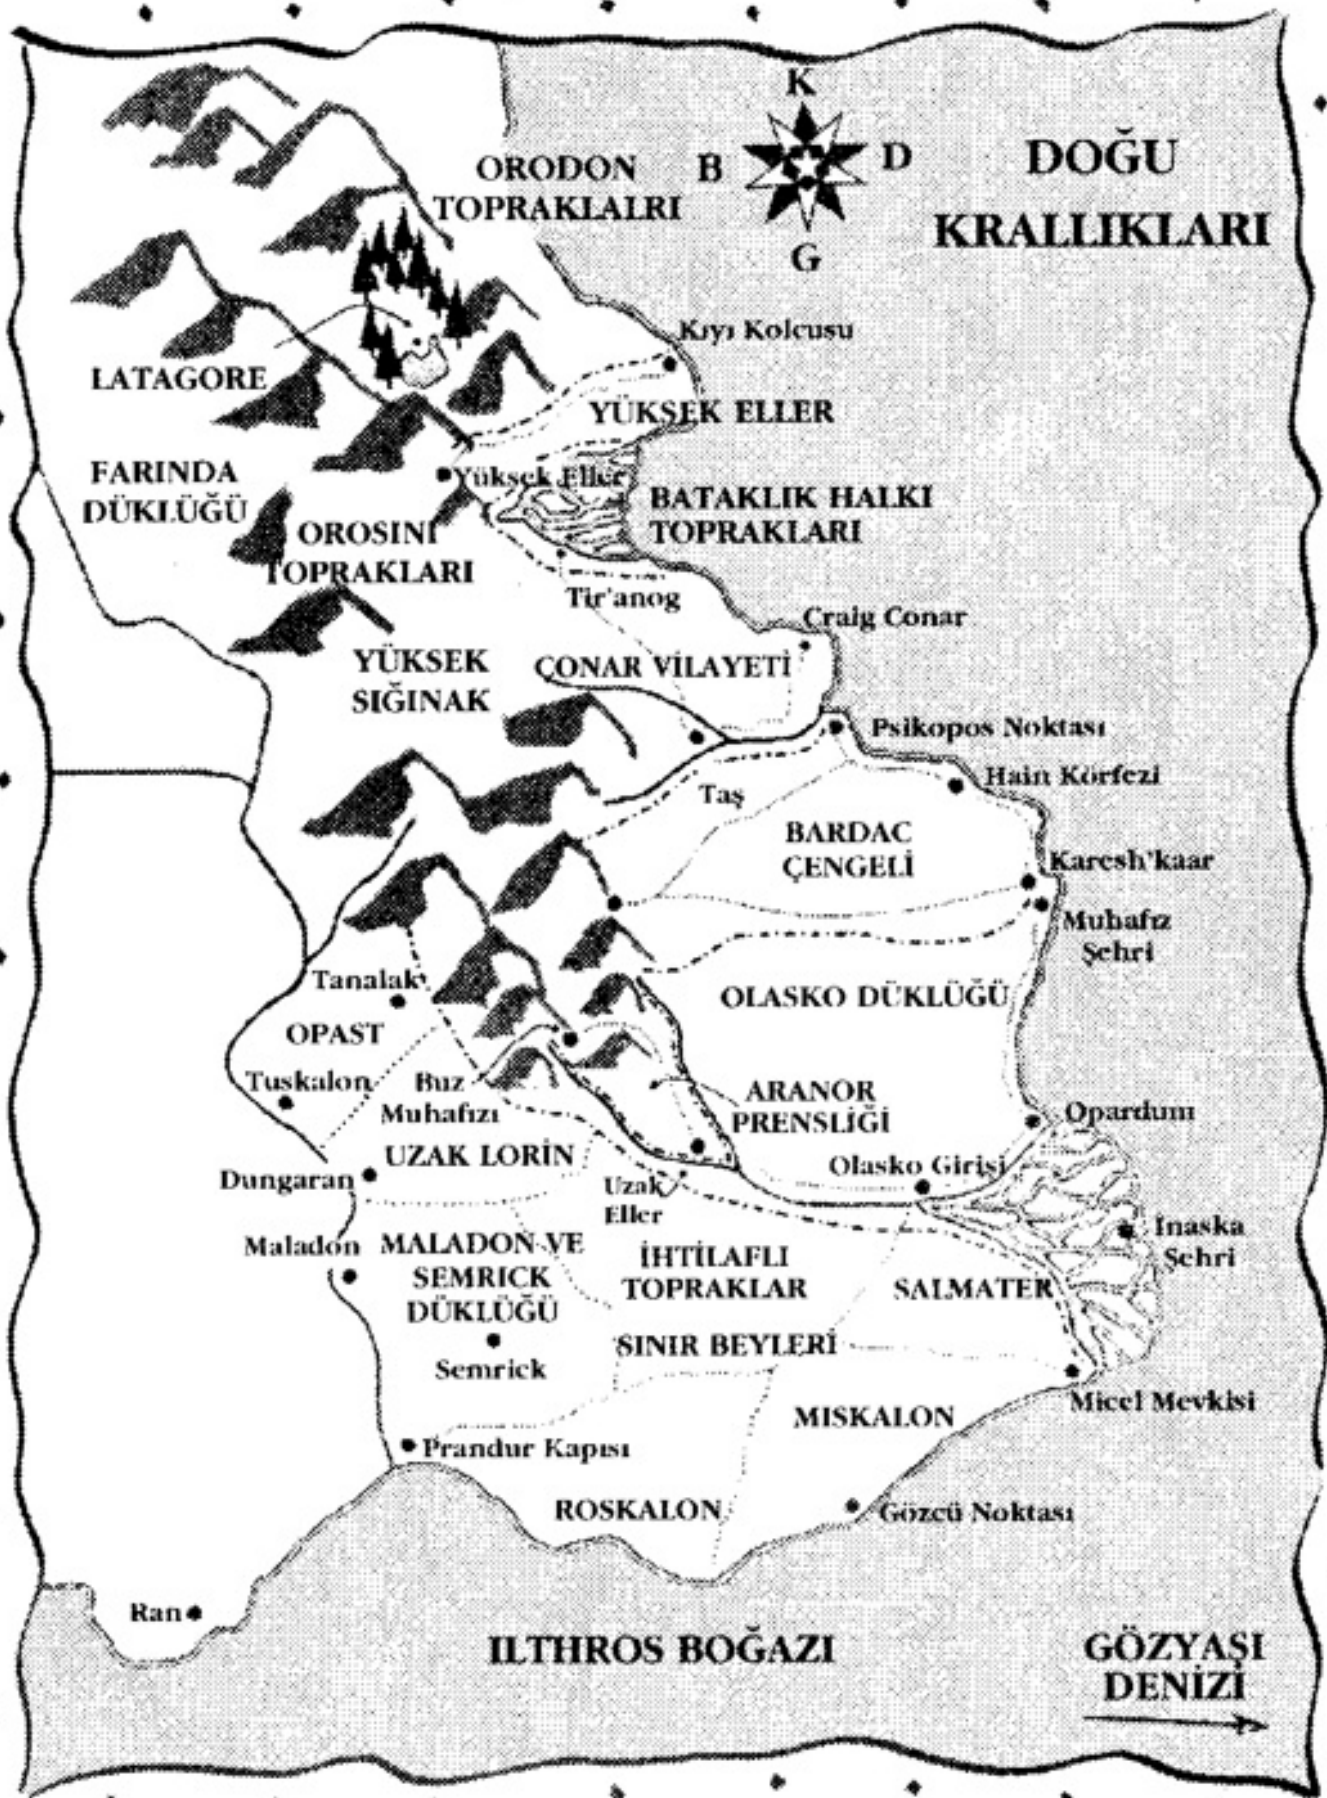 K
B
D
G
DOĞU
KRALLIKLARI
ORODON
TOPRAKLALRI
Kıyı Kolcusu
LATAGORE
YÜKSEK ELLER
FARINDA
DÜKLÜĞÜ
Yüksek Eller
BATAKLIK HALKI
TOPRAKLARI
OROSINI
TOPRAKLARI
Tir'anog
Craig Conar
YÜKSEK
SIĞINAK
CONAR VİLAYETİ
Psikopos Noktası
Hain Körfezi
Taş
BARDAC
ÇENGELİ
Karesh'kaar
Muhafız
Şehri
Tanalak
OLASKO DÜKLÜĞÜ
OPAST
Tuskalon
Buz
Muhafızı
ARANOR
PRENSLİĞİ
Opardum
UZAK LORİN
Olasko Girişi
Dungaran
Uzak
Eller
Inaska
Şehri
Maladon
MALADON VE
SEMRICK
DÜKLÜĞÜ
İHTİLAFLI
TOPRAKLAR
SALMATER
SINIR BEYLERİ
Semrick
Micel Mevkisi
MISKALON
Prandur Kapısı
ROSKALON
Gözcü Noktası
Ran
ILTHROS BOĞAZI
GÖZYAŞI
DENİZİ